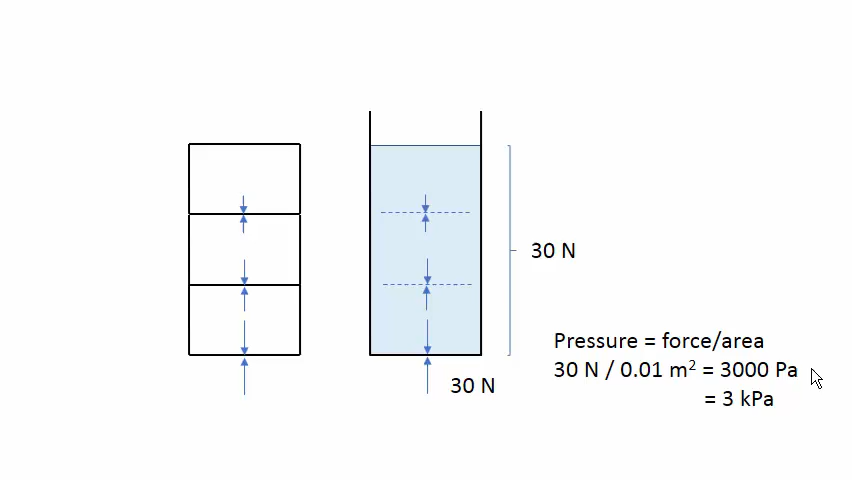 30 N
Pressure = force/area
30 N / 0.01 m² = 3000 Pa
30 N
= 3 kPa